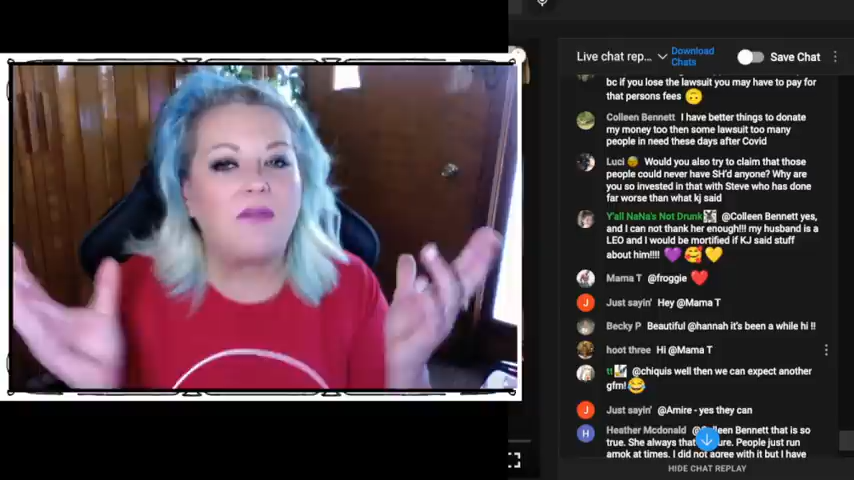 Live chat rep...
Download
Chats
Save Chat
bc if you lose the lawsuit you may have to pay for
that persons fees 🙃
Colleen Bennett I have better things to donate
my money too then some lawsuit too many
people in need these days after Covid
Luci Would you also try to claim that those
people could never have SH'd anyone? Why are
you so invested in that with Steve who has done
far worse than what kj said
Y'all NaNa's Not Drunk @Colleen Bennett yes,
and I can not thank her enough!!! my husband is a
LEO and I would be mortified if KJ said stuff
about him!!!! 💜🥰💛
Mama T @froggie ❤️
J Just sayin' Hey @Mama T
Becky P Beautiful @hannah it's been a while hi !!
hoot three Hi @Mama T
tt @chiquis well then we can expect another
gfm!😂
J Just sayin' @Amire - yes they can
H Heather Mcdonald Bennett that is so
true. She always that People just run
amok at times. I did not agree with it but I have
HIDE CHAT REPLAY